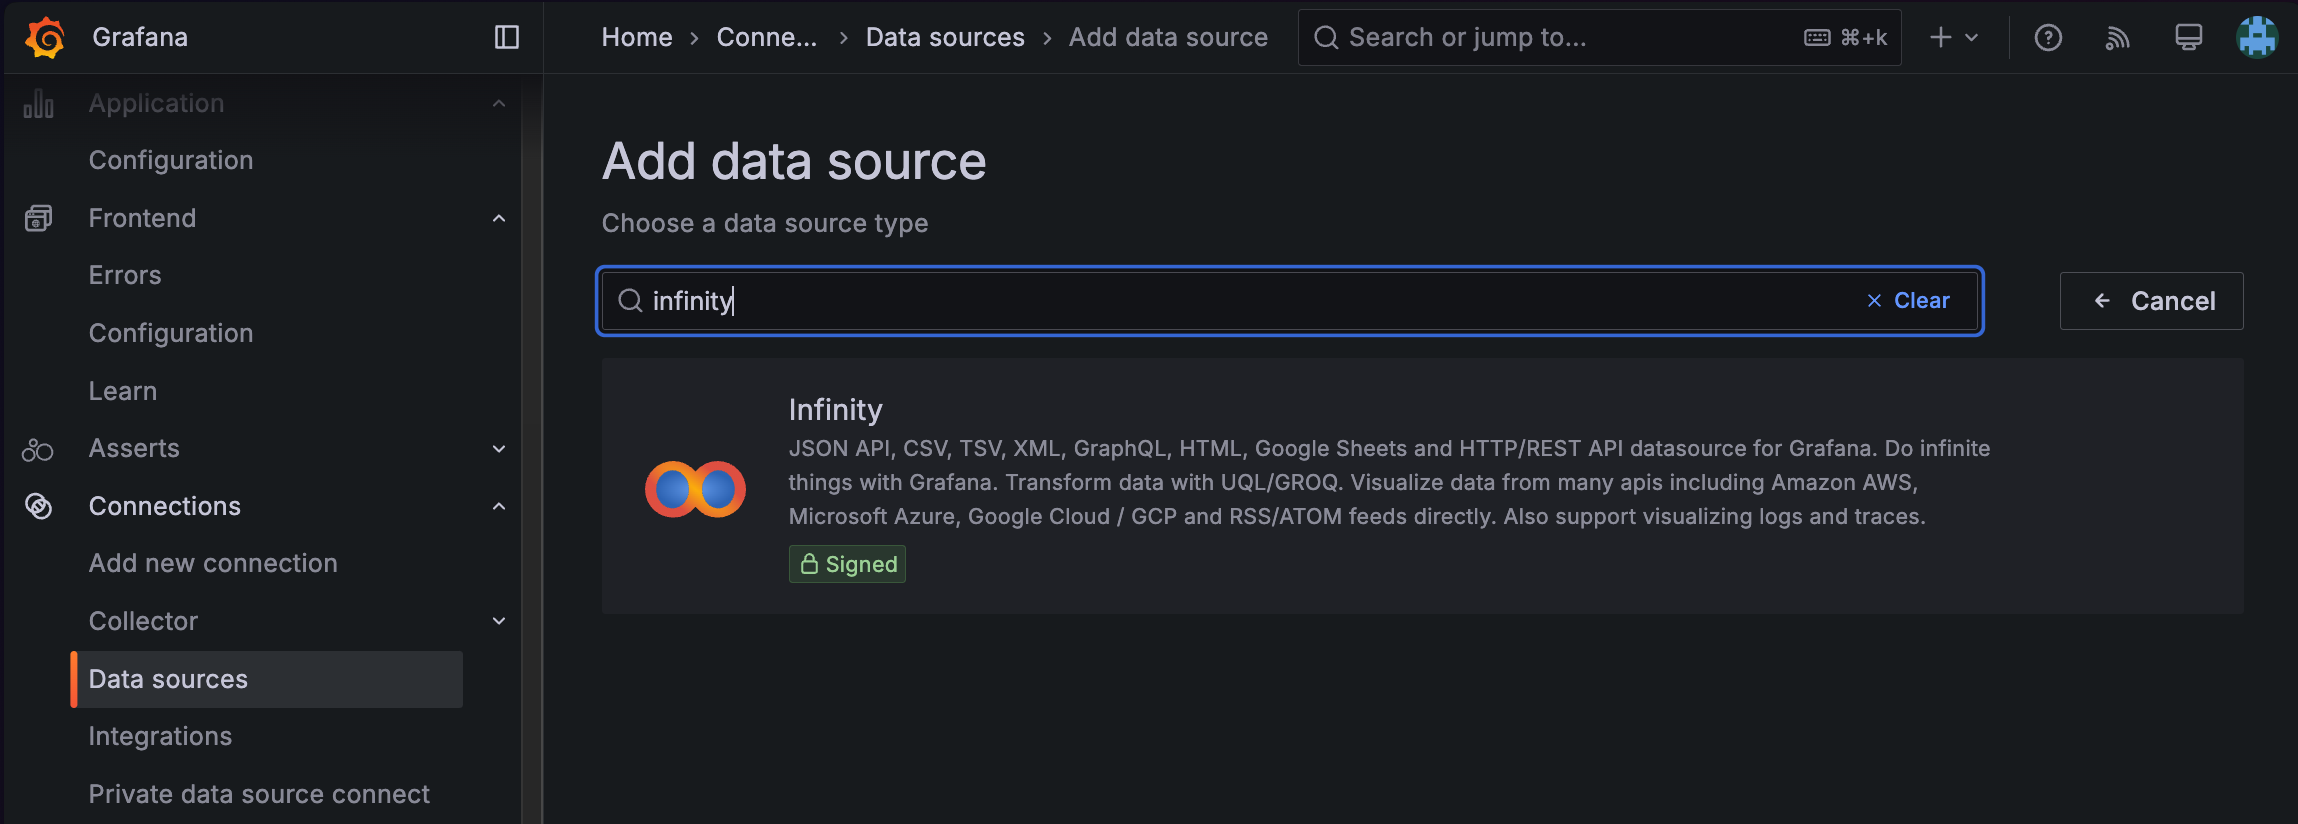 Grafana
Home > Conne... > Data sources > Add data source
Search or jump to...
⌘+k
Application
Configuration
Frontend
Errors
Configuration
Learn
Asserts
Connections
Add new connection
Collector
Data sources
Integrations
Private data source connect
Add data source
Choose a data source type
infinity
Clear
Cancel
Infinity
JSON API, CSV, TSV, XML, GraphQL, HTML, Google Sheets and HTTP/REST API datasource for Grafana. Do infinite
things with Grafana. Transform data with UQL/GROQ. Visualize data from many apis including Amazon AWS,
Microsoft Azure, Google Cloud / GCP and RSS/ATOM feeds directly. Also support visualizing logs and traces.
Signed